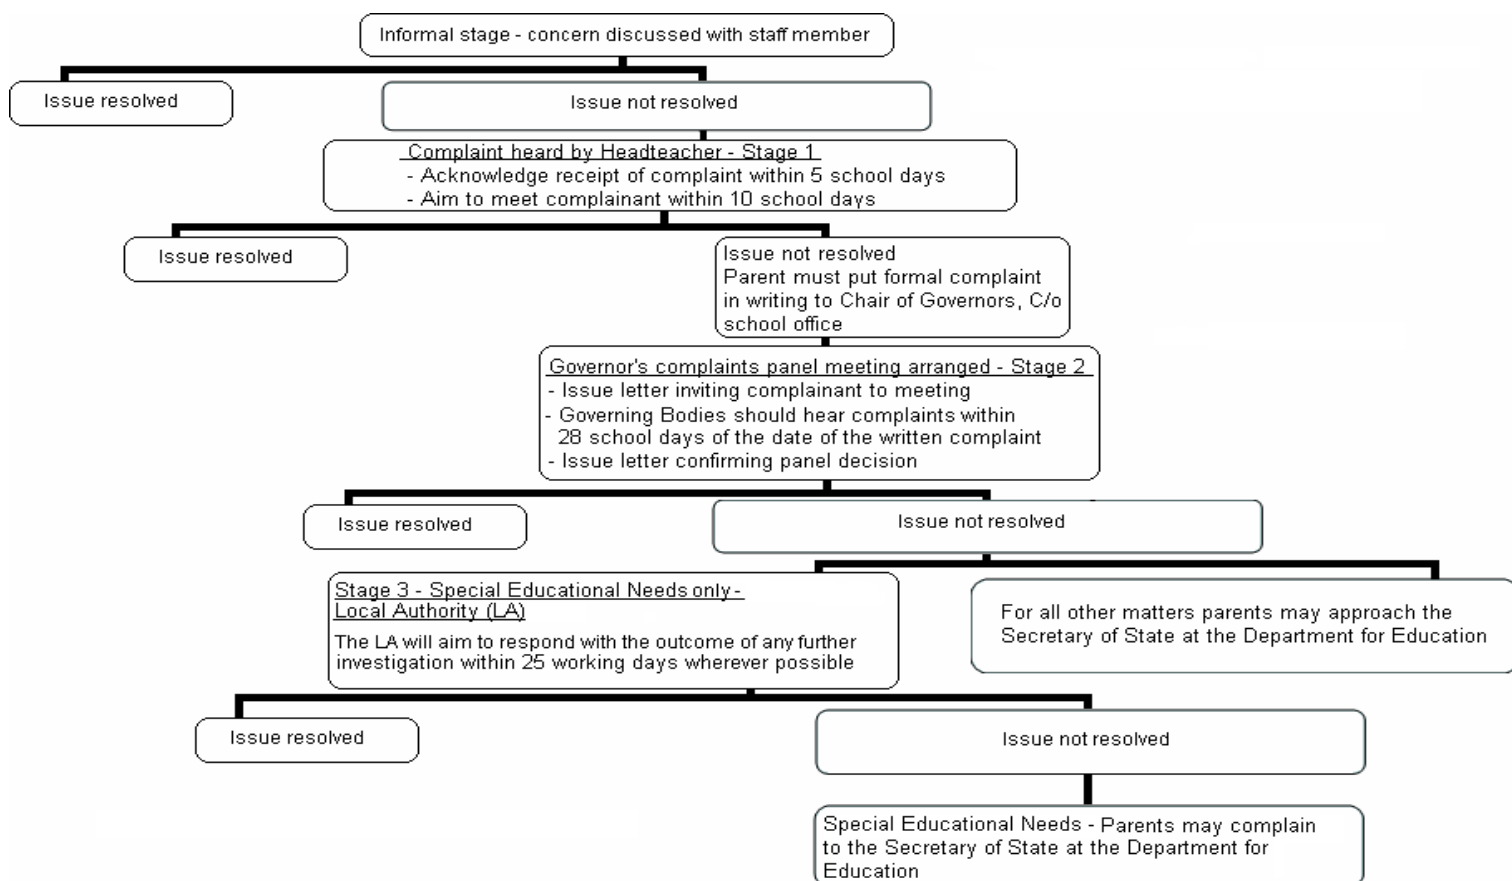 Informal stage - concern discussed with staff member
Issue resolved
Issue not resolved
Complaint heard by Headteacher - Stage 1
- Acknowledge receipt of complaint within 5 school days
- Aim to meet complainant within 10 school days
Issue resolved
Issue not resolved
Parent must put formal complaint
in writing to Chair of Governors, C/o
school office
Governor's complaints panel meeting arranged - Stage 2
- Issue letter inviting complainant to meeting
- Governing Bodies should hear complaints within
28 school days of the date of the written complaint
- Issue letter confirming panel decision
Issue resolved
Issue not resolved
Stage 3 - Special Educational Needs only -
Local Authority (LA)
The LA will aim to respond with the outcome of any further
investigation within 25 working days wherever possible
For all other matters parents may approach the
Secretary of State at the Department for Education
Issue resolved
Issue not resolved
Special Educational Needs - Parents may complain
to the Secretary of State at the Department for
Education